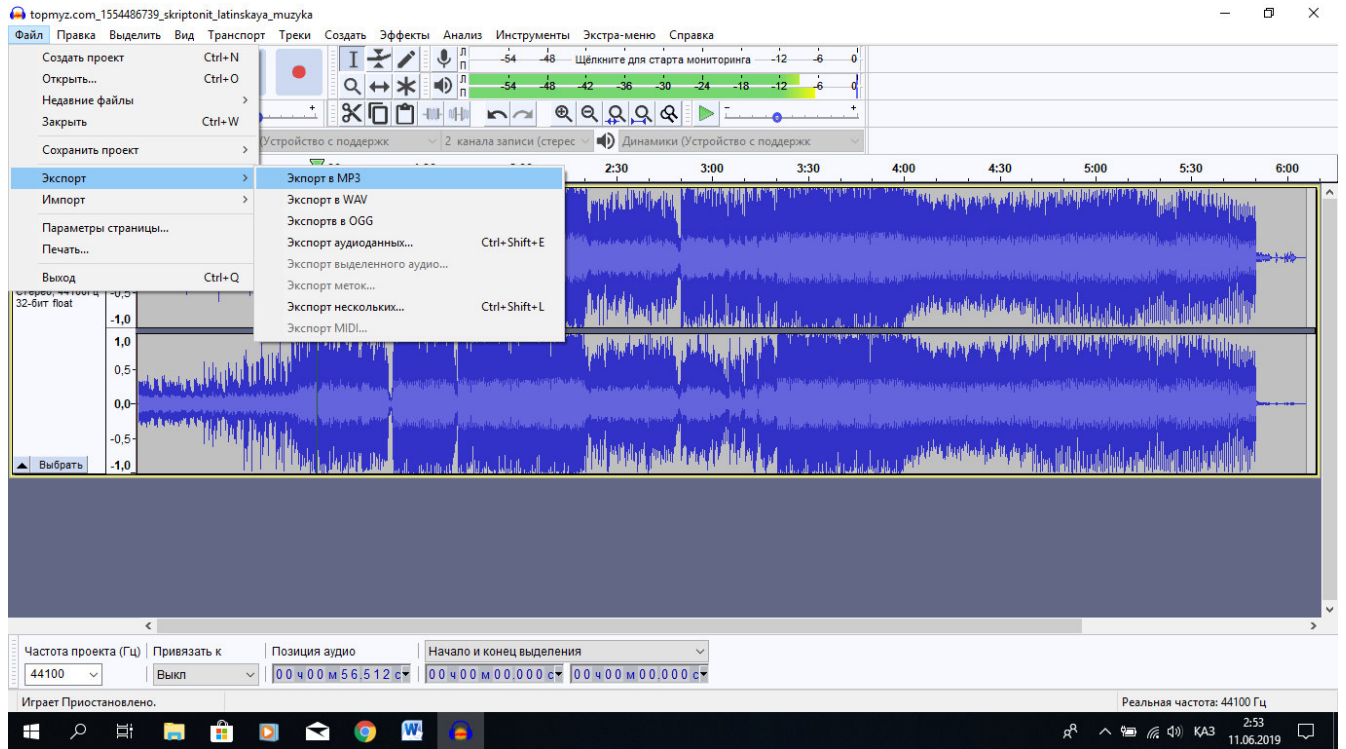 topmyz.com_1554486739_skriptonit_latinskaya_muzyka
Файл Правка Выделить Вид Транспорт Треки Создать Эффекты Анализ Инструменты Экстра-меню Справка
Создать проект Ctrl+N
Открыть... Ctrl+O
Недавние файлы >
Закрыть Ctrl+W
Сохранить проект >
Экспорт >
Импорт >
Параметры страницы...
Печать...
Выход Ctrl+Q
Экпорт в MP3
Экспорт в WAV
Экспортв в OGG
Экспорт аудиоданных... Ctrl+Shift+E
Экспорт выделенного аудио...
Экспорт меток...
Экспорт нескольких... Ctrl+Shift+L
Экспорт MIDI...
Л П -54 -48 Щёлкните для старта мониторинга -12 -6 0
Л П -54 -48 -42 -36 -30 -24 -18 -12 -6 0
(Устройство с поддержк 2 канала записи (стерес Динамики (Устройство с поддержк
2:30 3:00 3:30 4:00 4:30 5:00 5:30 6:00
32-бит float
-0,5
-1,0
1,0
0,5
0,0
-0,5
-1,0
Выбрать
Частота проекта (Гц) Привязать к Позиция аудио Начало и конец выделения
44100 Выкл 00 ч 00 м 56.512 с 00 ч 00 м 00.000 с 00 ч 00 м 00.000 с
Играет Приостановлено. Реальная частота: 44100 Гц
ҚАЗ 2:53
11.06.2019